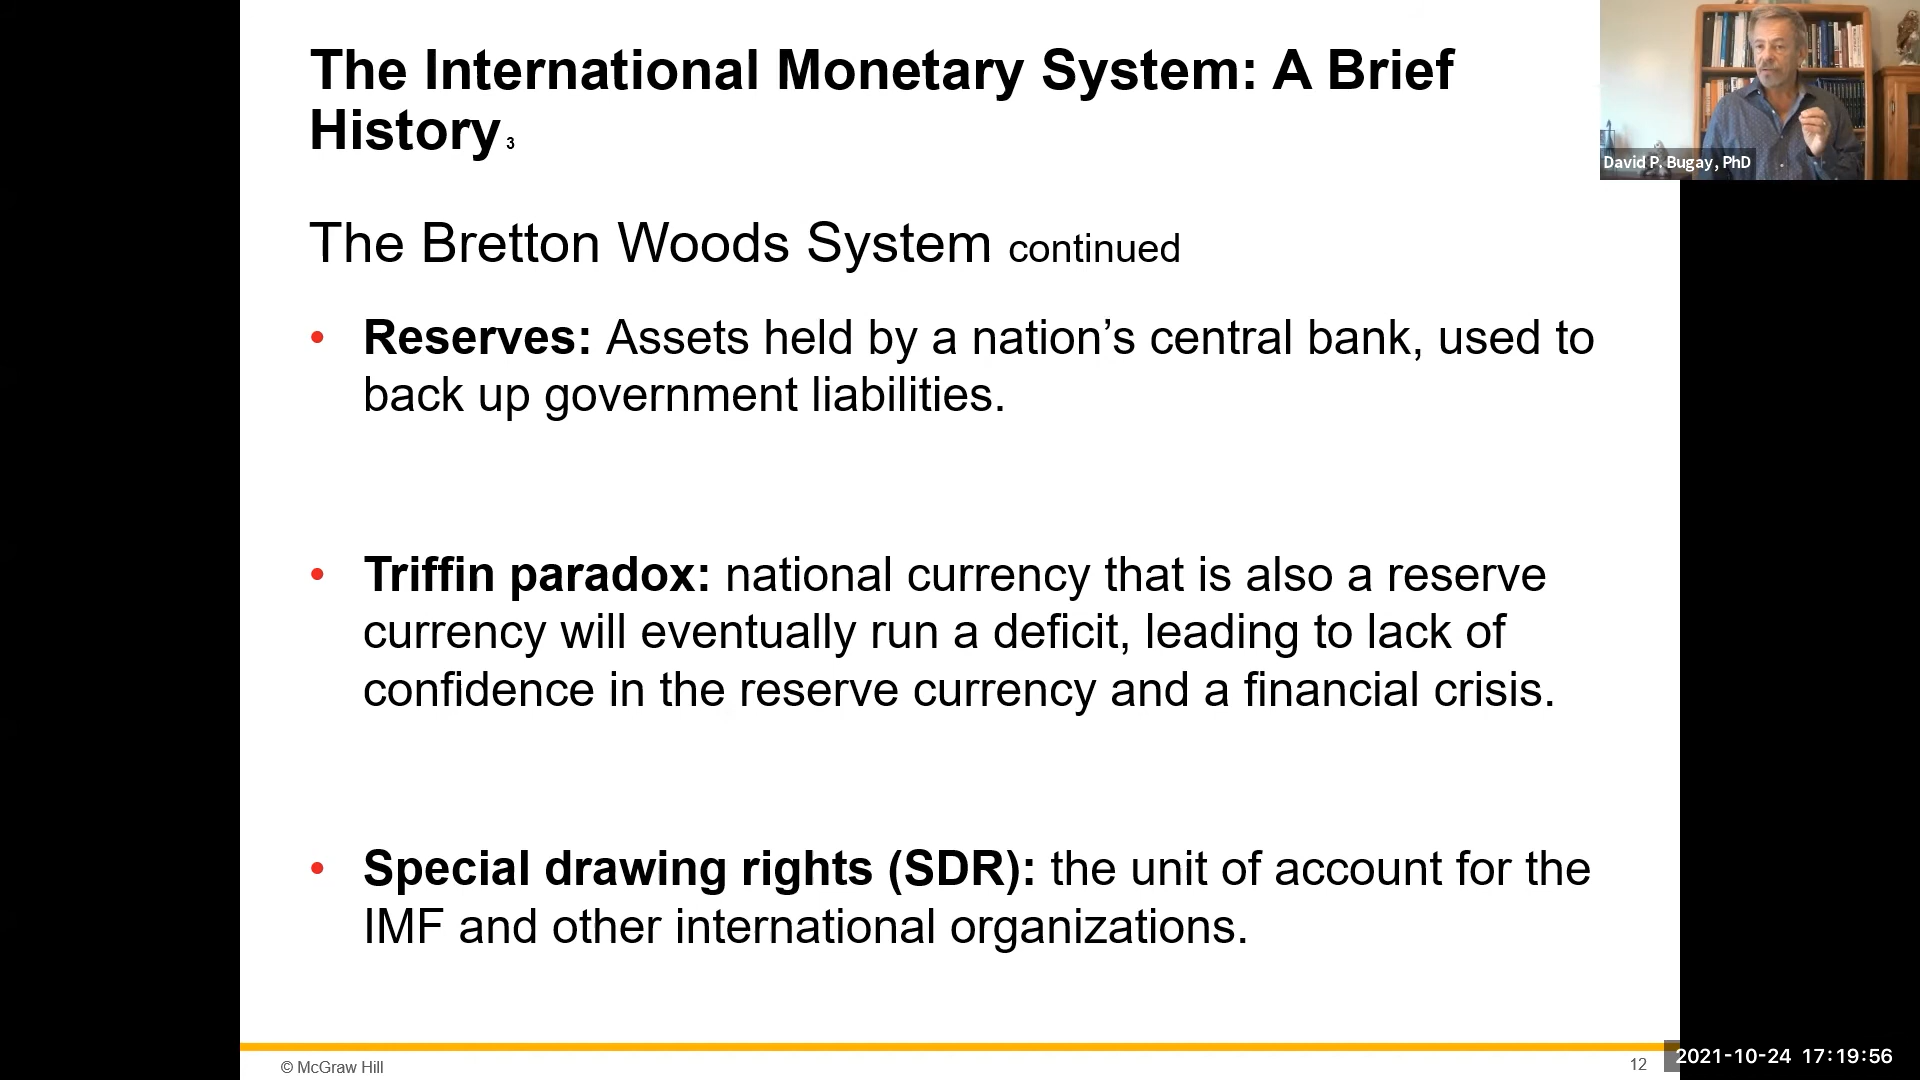 The International Monetary System: A Brief
History 3
David P. Bugay, PhD
The Bretton Woods System continued
• Reserves: Assets held by a nation’s central bank, used to
back up government liabilities.
• Triffin paradox: national currency that is also a reserve
currency will eventually run a deficit, leading to lack of
confidence in the reserve currency and a financial crisis.
• Special drawing rights (SDR): the unit of account for the
IMF and other international organizations.
© McGraw Hill
12
2021-10-24 17:19:56